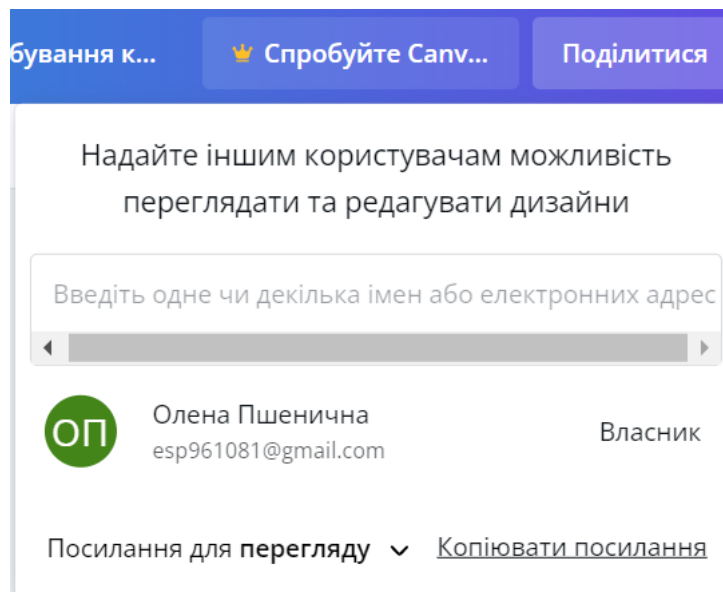 бування к... Спробуйте Canv... Поділитися
Надайте іншим користувачам можливість
переглядати та редагувати дизайни
Введіть одне чи декілька імен або електронних адрес
ОП Олена Пшенична Власник
esp961081@gmail.com
Посилання для перегляду Копіювати посилання